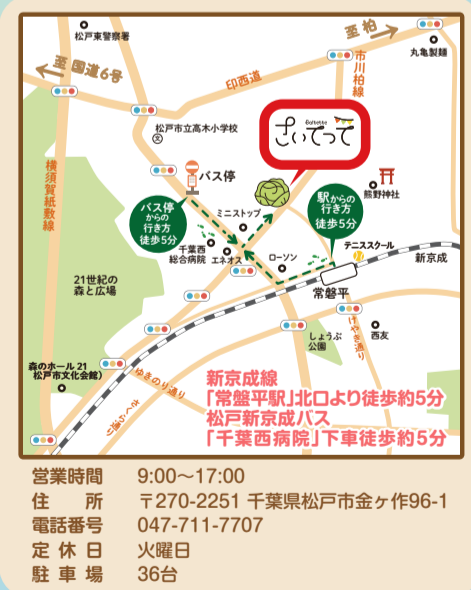 松戸東警察署
至 柏
丸亀製麺
至 国道6号
印西道
市川柏線
松戸市立高木小学校
文
Saitette
さいてって
バス停
横須賀紙敷線
バス停
からの
行き方
徒歩5分
ミニストップ
駅からの
行き方
徒歩5分
熊野神社
千葉西
総合病院
エネオス
ローソン
テニススクール
新京成
常盤平
21世紀の
森と広場
けやき通り
しょうぶ
公園
西友
森のホール21
松戸市文化会館）
ゆきのり通り
さくら通り
新京成線
「常盤平駅」北口より徒歩約5分
松戸新京成バス
「千葉西病院」下車徒歩約5分
営業時間 9:00〜17:00
住 所 〒270-2251 千葉県松戸市金ヶ作96-1
電話番号 047-711-7707
定休日 火曜日
駐車場 36台